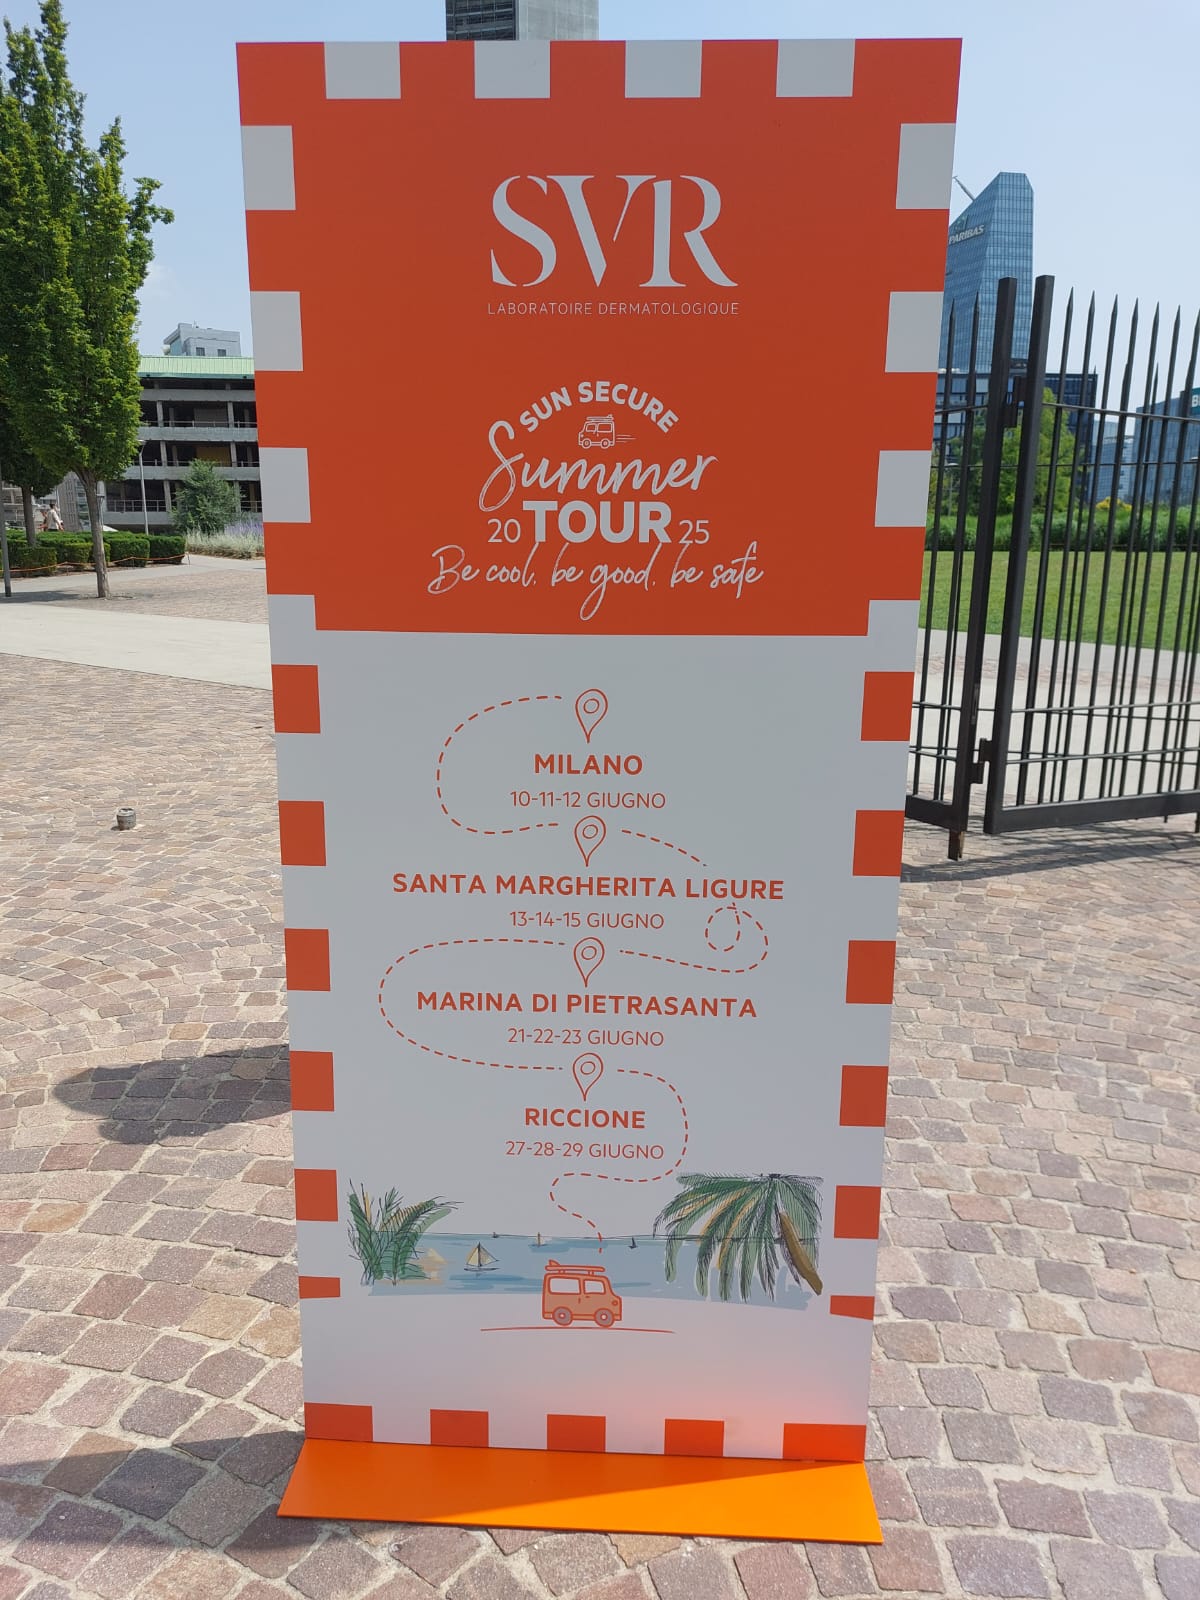 SVR
LABORATOIRE DERMATOLOGIQUE
SUN SECURE
Summer
20 TOUR 25
Be cool, be good, be safe
MILANO
10-11-12 GIUGNO
SANTA MARGHERITA LIGURE
13-14-15 GIUGNO
MARINA DI PIETRASANTA
21-22-23 GIUGNO
RICCIONE
27-28-29 GIUGNO
PARIBAS